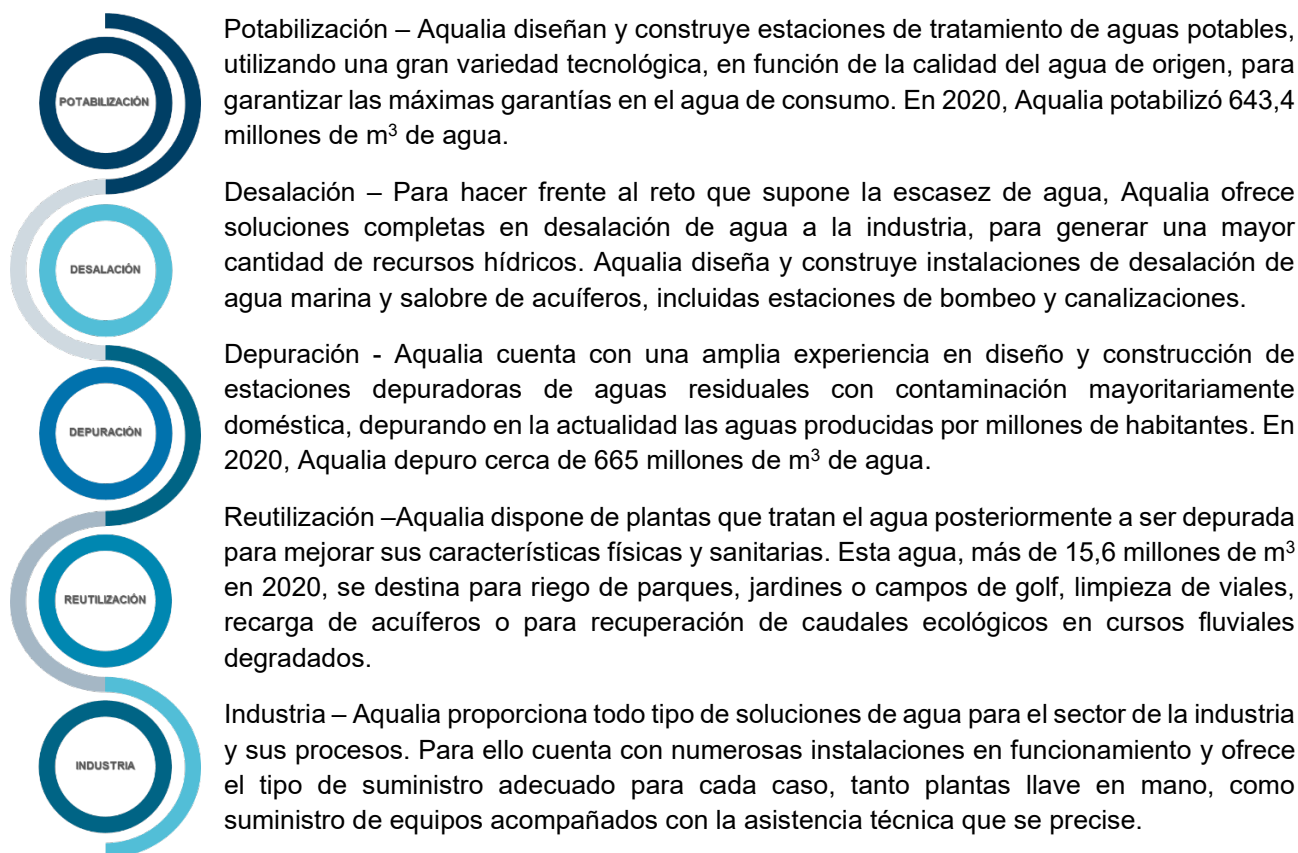 POTABILIZACIÓN
Potabilización – Aqualia diseñan y construye estaciones de tratamiento de aguas potables,
utilizando una gran variedad tecnológica, en función de la calidad del agua de origen, para
garantizar las máximas garantías en el agua de consumo. En 2020, Aqualia potabilizó 643,4
millones de m³ de agua.
DESALACIÓN
Desalación – Para hacer frente al reto que supone la escasez de agua, Aqualia ofrece
soluciones completas en desalación de agua a la industria, para generar una mayor
cantidad de recursos hídricos. Aqualia diseña y construye instalaciones de desalación de
agua marina y salobre de acuíferos, incluidas estaciones de bombeo y canalizaciones.
DEPURACIÓN
Depuración - Aqualia cuenta con una amplia experiencia en diseño y construcción de
estaciones depuradoras de aguas residuales con contaminación mayoritariamente
doméstica, depurando en la actualidad las aguas producidas por millones de habitantes. En
2020, Aqualia depuro cerca de 665 millones de m³ de agua.
REUTILIZACIÓN
Reutilización –Aqualia dispone de plantas que tratan el agua posteriormente a ser depurada
para mejorar sus características físicas y sanitarias. Esta agua, más de 15,6 millones de m³
en 2020, se destina para riego de parques, jardines o campos de golf, limpieza de viales,
recarga de acuíferos o para recuperación de caudales ecológicos en cursos fluviales
degradados.
INDUSTRIA
Industria – Aqualia proporciona todo tipo de soluciones de agua para el sector de la industria
y sus procesos. Para ello cuenta con numerosas instalaciones en funcionamiento y ofrece
el tipo de suministro adecuado para cada caso, tanto plantas llave en mano, como
suministro de equipos acompañados con la asistencia técnica que se precise.